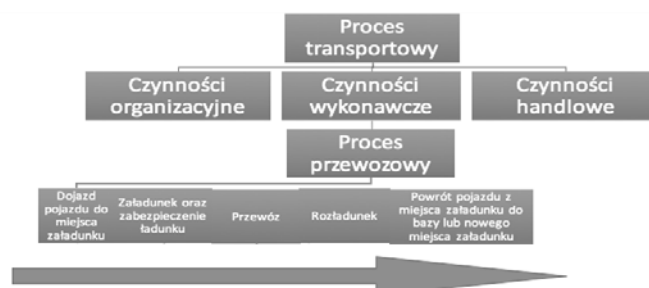 Proces
transportowy
Czynności
organizacyjne
Czynności
wykonawcze
Czynności
handlowe
Proces
przewozowy
Dojazd
pojazdu do
miejsca
załadunku
Załadunek oraz
zabezpieczenie
ładunku
Przewóz
Rozładunek
Powrót pojazdu z
miejsca załadunku do
bazy lub nowego
miejsca załadunku